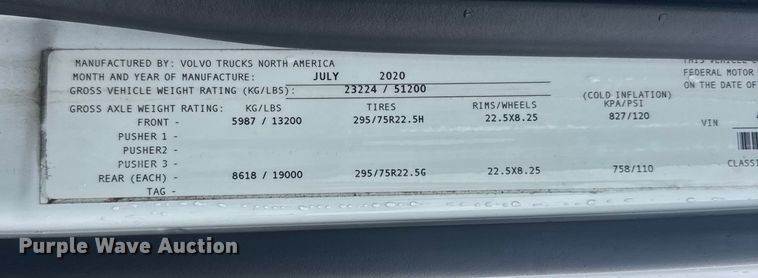 MANUFACTURED BY: VOLVO TRUCKS NORTH AMERICA
MONTH AND YEAR OF MANUFACTURE: JULY 2020
GROSS VEHICLE WEIGHT RATING (KG/LBS): 23224 / 51200
GROSS AXLE WEIGHT RATING: KG/LBS TIRES RIMS/WHEELS (COLD INFLATION) KPA/PSI
FRONT - 5987 / 13200 295/75R22.5H 22.5X8.25 827/120
PUSHER 1 -
PUSHER2 -
PUSHER 3 -
REAR (EACH) - 8618 / 19000 295/75R22.5G 22.5X8.25 758/110
TAG -
THIS VEHICLE
FEDERAL MOTOR
ON THE DATE OF
VIN
CLASSI
Purple Wave Auction